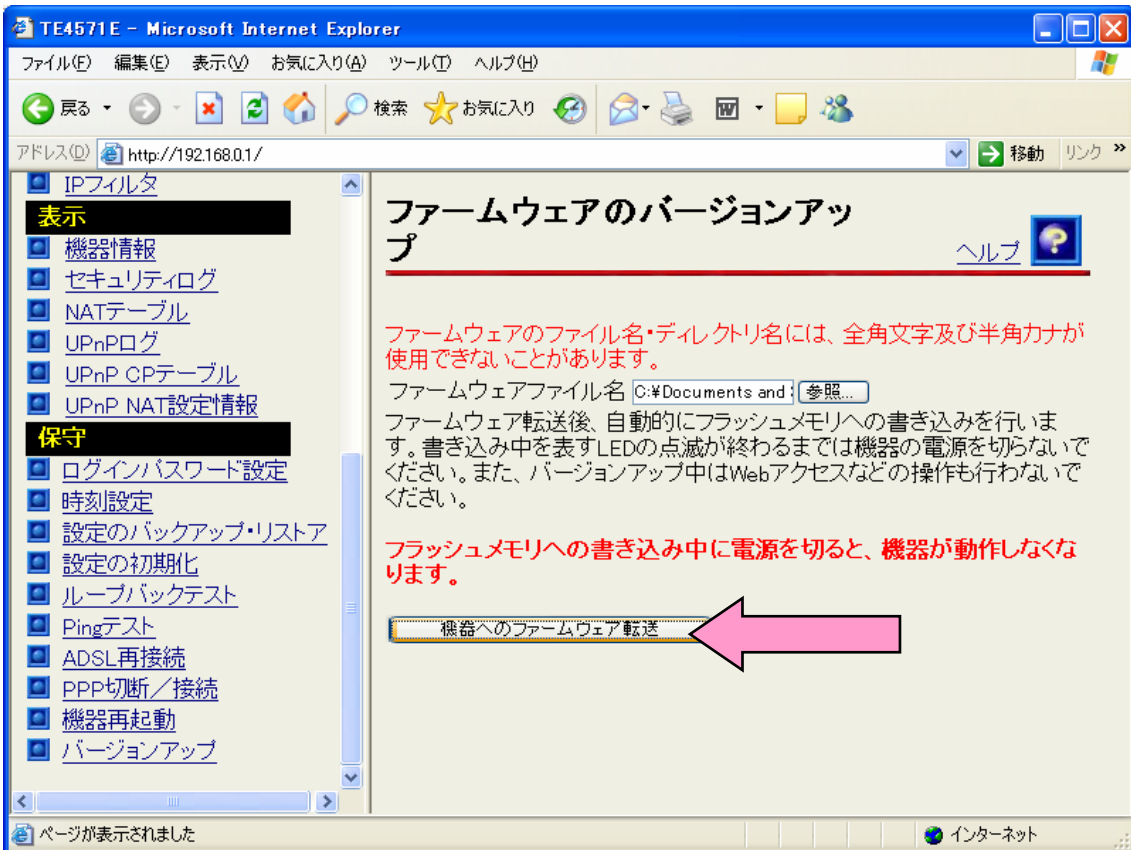 TE4571E - Microsoft Internet Explorer
ファイル(F) 編集(E) 表示(V) お気に入り(A) ツール(T) ヘルプ(H)
戻る 検索 お気に入り
アドレス(D) http://192.168.0.1/ 移動 リンク »
IPフィルタ
表示
機器情報
セキュリティログ
NATテーブル
UPnPログ
UPnP CPテーブル
UPnP NAT設定情報
保守
ログインパスワード設定
時刻設定
設定のバックアップ・リストア
設定の初期化
ループバックテスト
Pingテスト
ADSL再接続
PPP切断／接続
機器再起動
バージョンアップ
ファームウェアのバージョンアッ
プ
ヘルプ
ファームウェアのファイル名・ディレクトリ名には、全角文字及び半角カナが
使用できないことがあります。
ファームウェアファイル名 C:¥Documents and 参照...
ファームウェア転送後、自動的にフラッシュメモリへの書き込みを行いま
す。書き込み中を表すLEDの点滅が終わるまでは機器の電源を切らないで
ください。また、バージョンアップ中はWebアクセスなどの操作も行わないで
ください。
フラッシュメモリへの書き込み中に電源を切ると、機器が動作しなくな
ります。
機器へのファームウェア転送
ページが表示されました インターネット